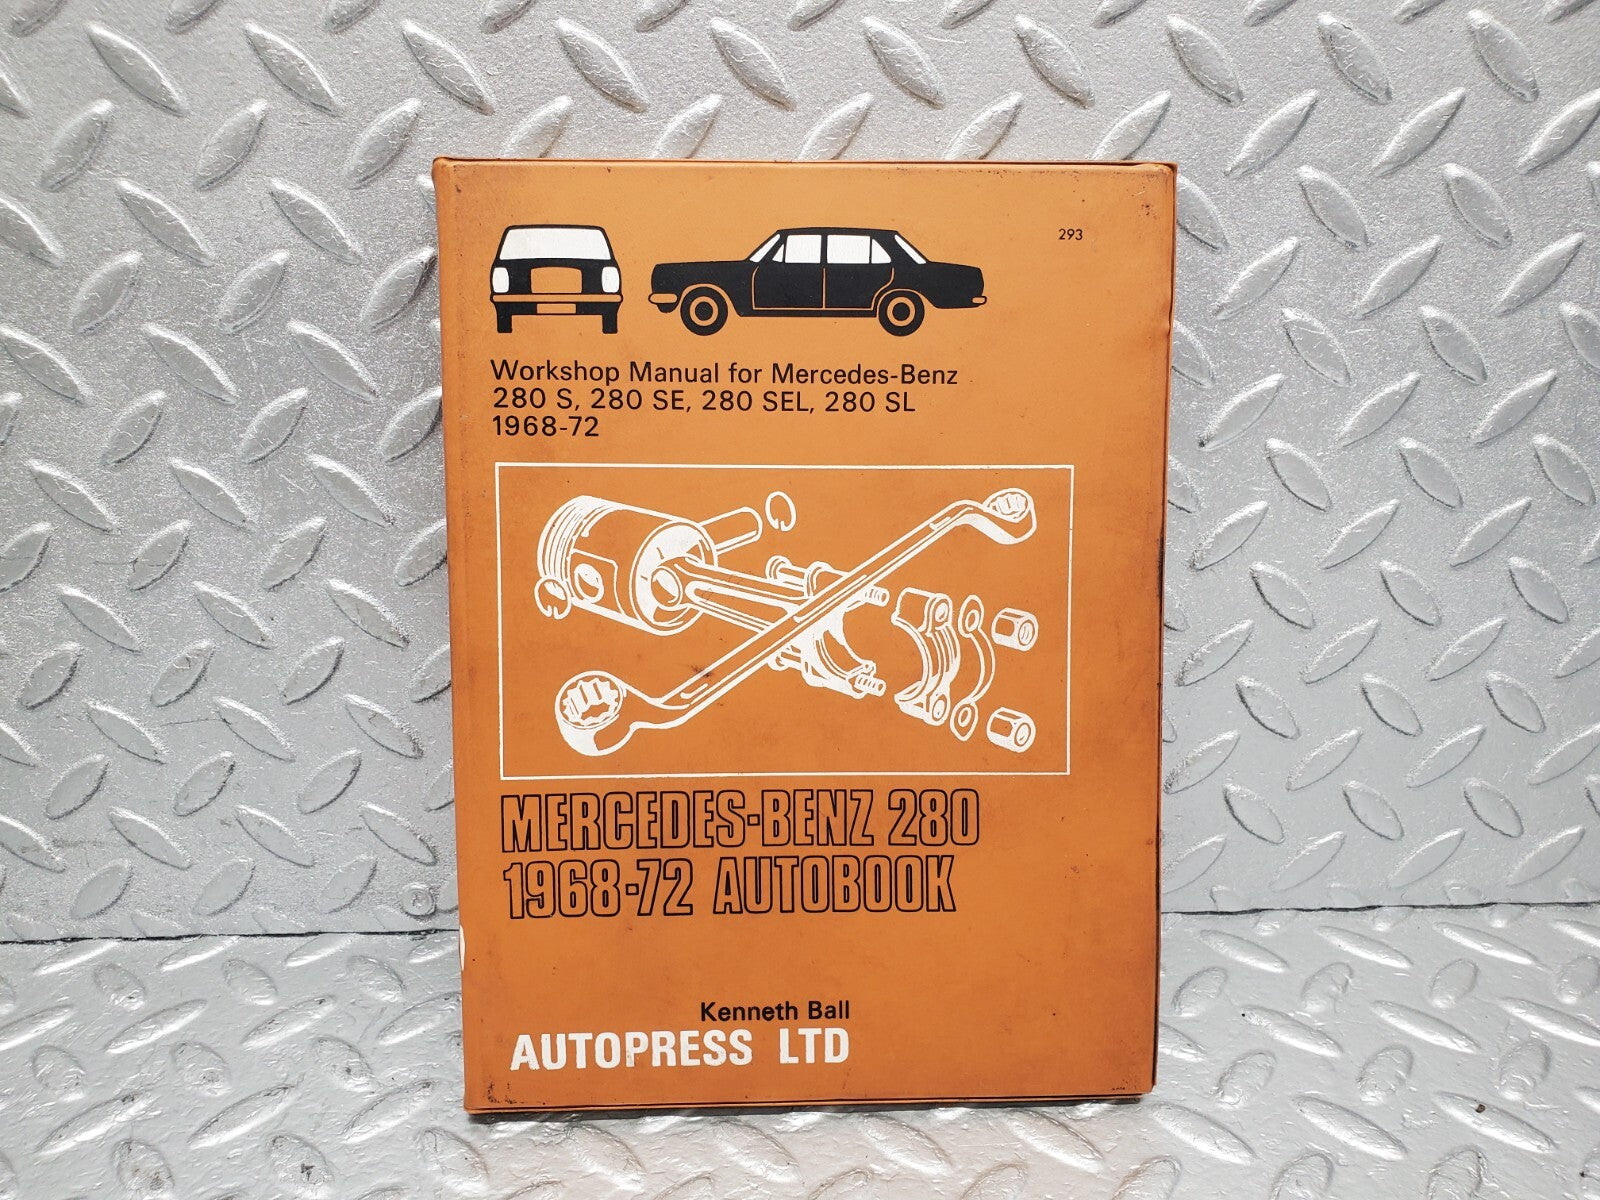 293
Workshop Manual for Mercedes-Benz
280 S, 280 SE, 280 SEL, 280 SL
1968-72
MERCEDES-BENZ 280
1968-72 AUTOBOOK
Kenneth Ball
AUTOPRESS LTD